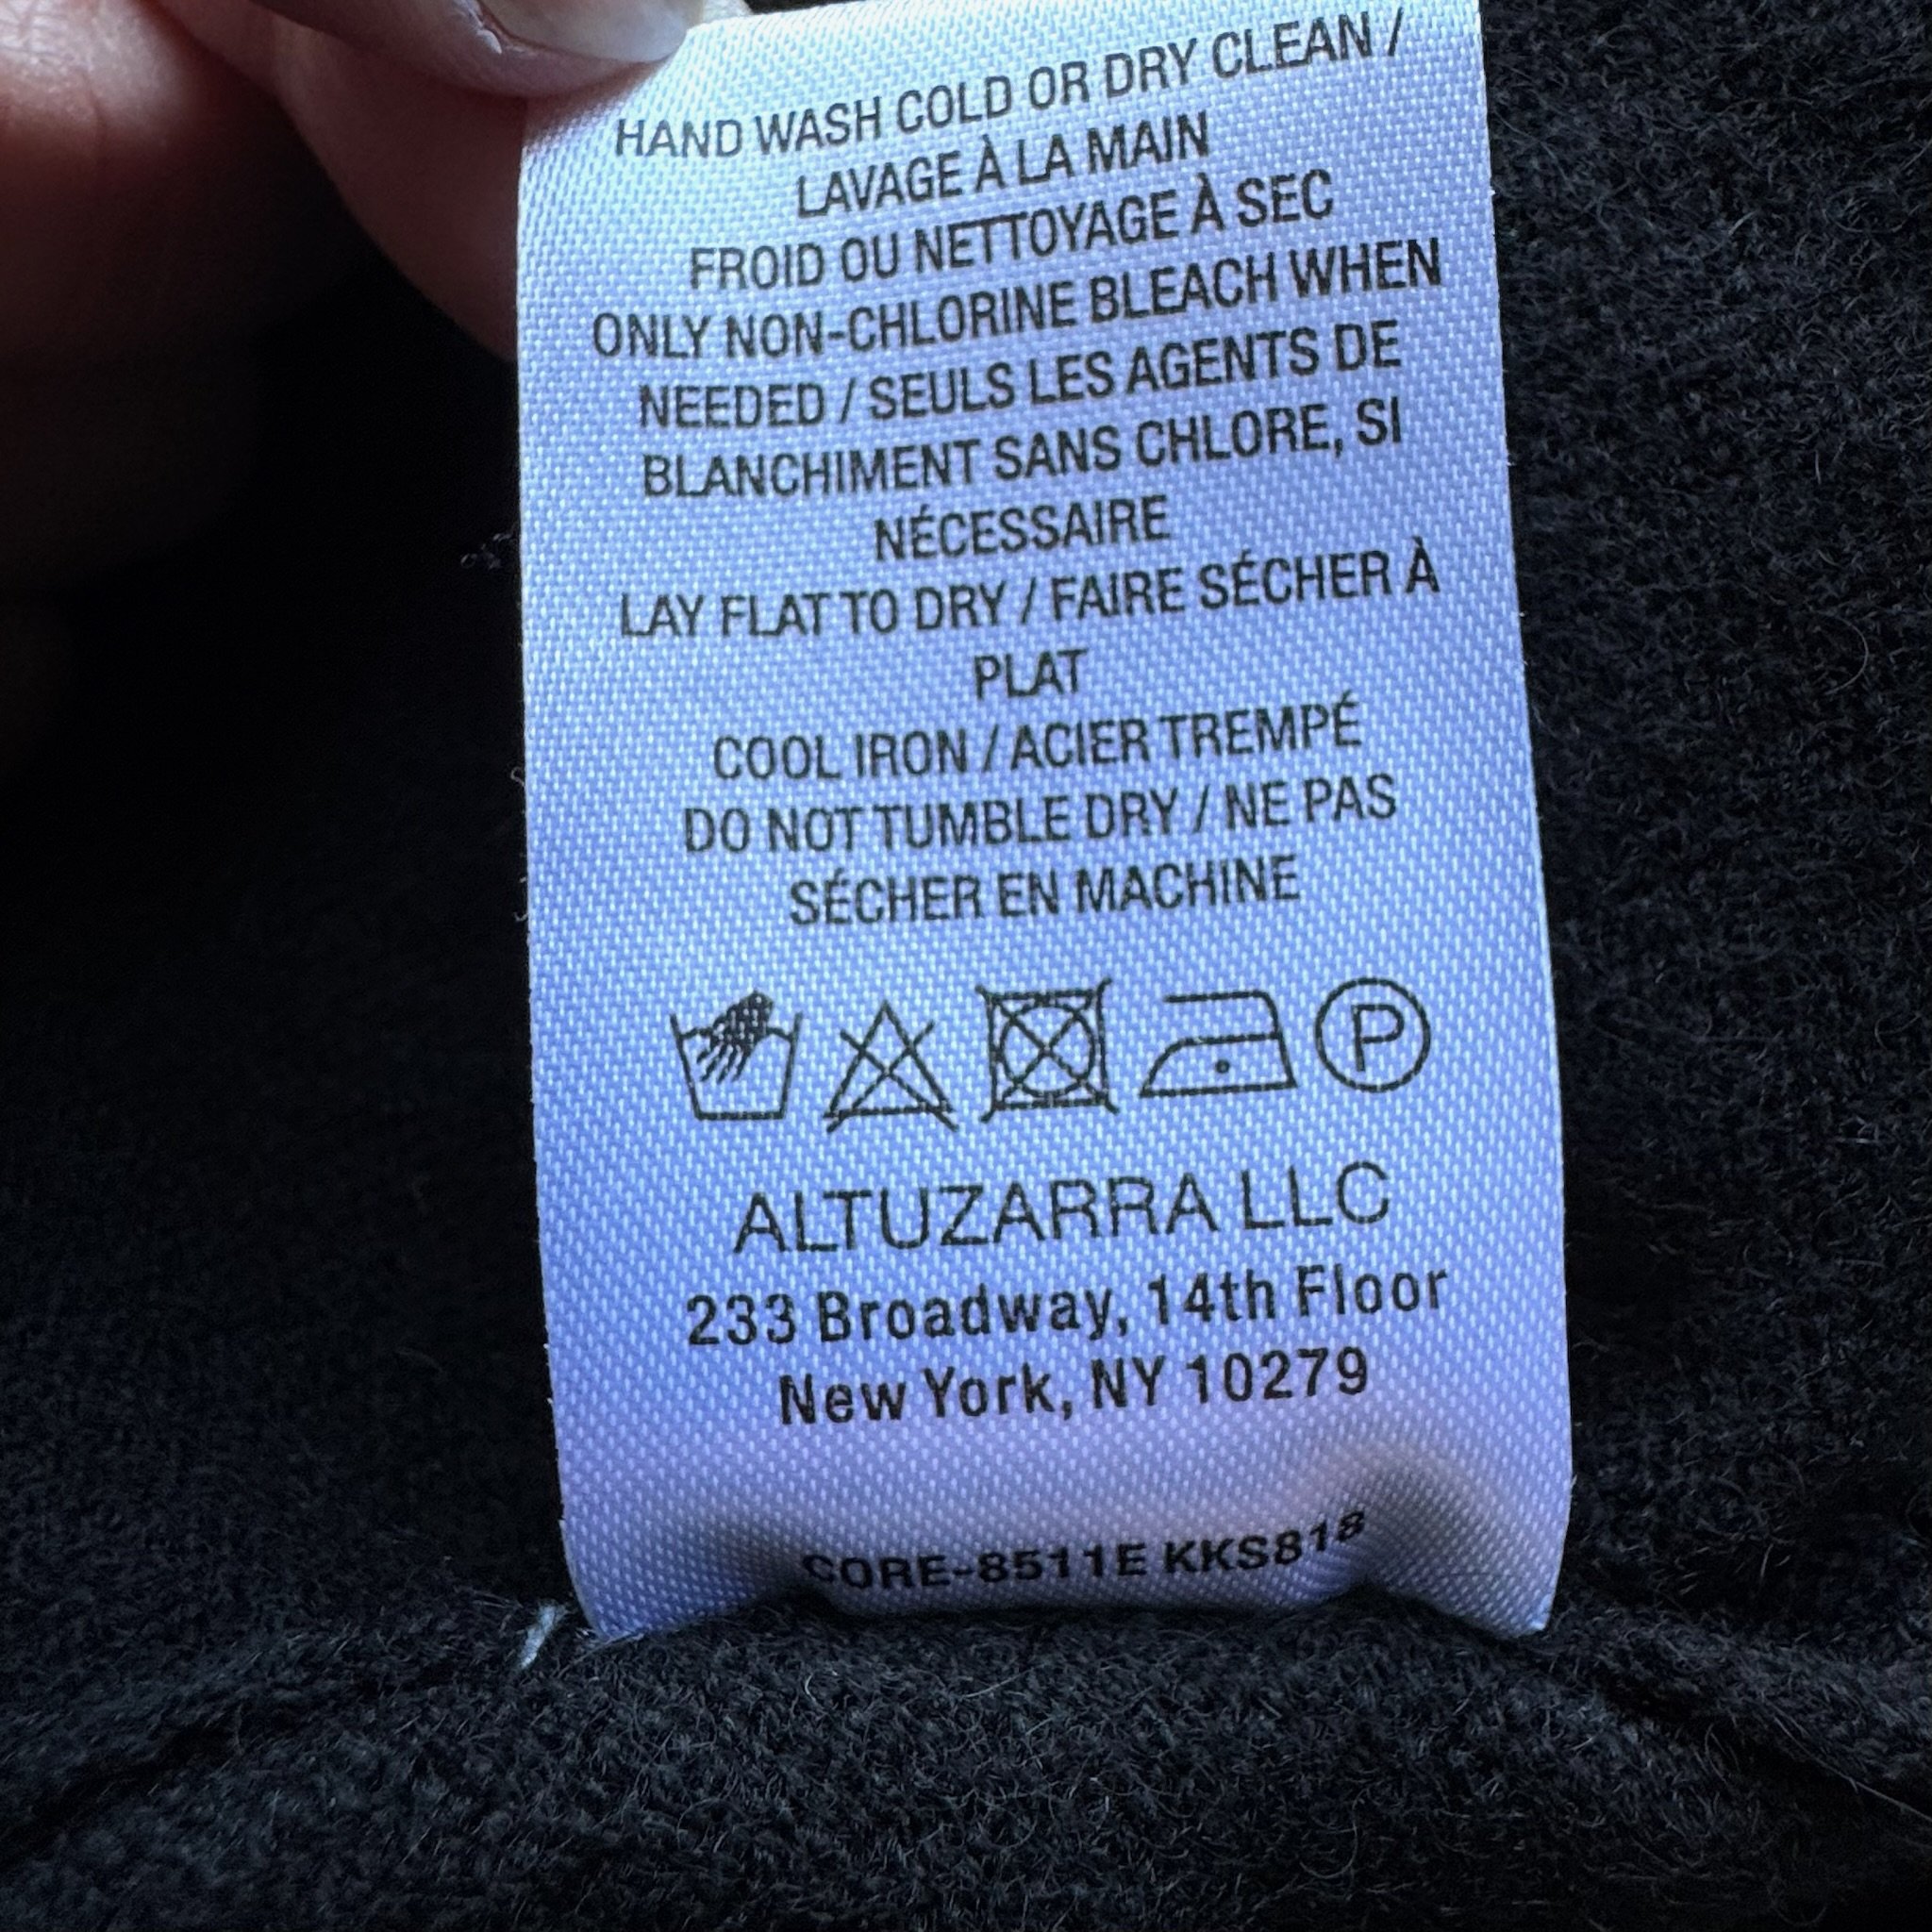 HAND WASH COLD OR DRY CLEAN /
LAVAGE À LA MAIN
FROID OU NETTOYAGE À SEC
ONLY NON-CHLORINE BLEACH WHEN
NEEDED / SEULS LES AGENTS DE
BLANCHIMENT SANS CHLORE, SI
NÉCESSAIRE
LAY FLAT TO DRY / FAIRE SÉCHER À
PLAT
COOL IRON / ACIER TREMPÉ
DO NOT TUMBLE DRY / NE PAS
SÉCHER EN MACHINE
P
ALTUZARRA LLC
233 Broadway, 14th Floor
New York, NY 10279
CORE-8511E KKS818